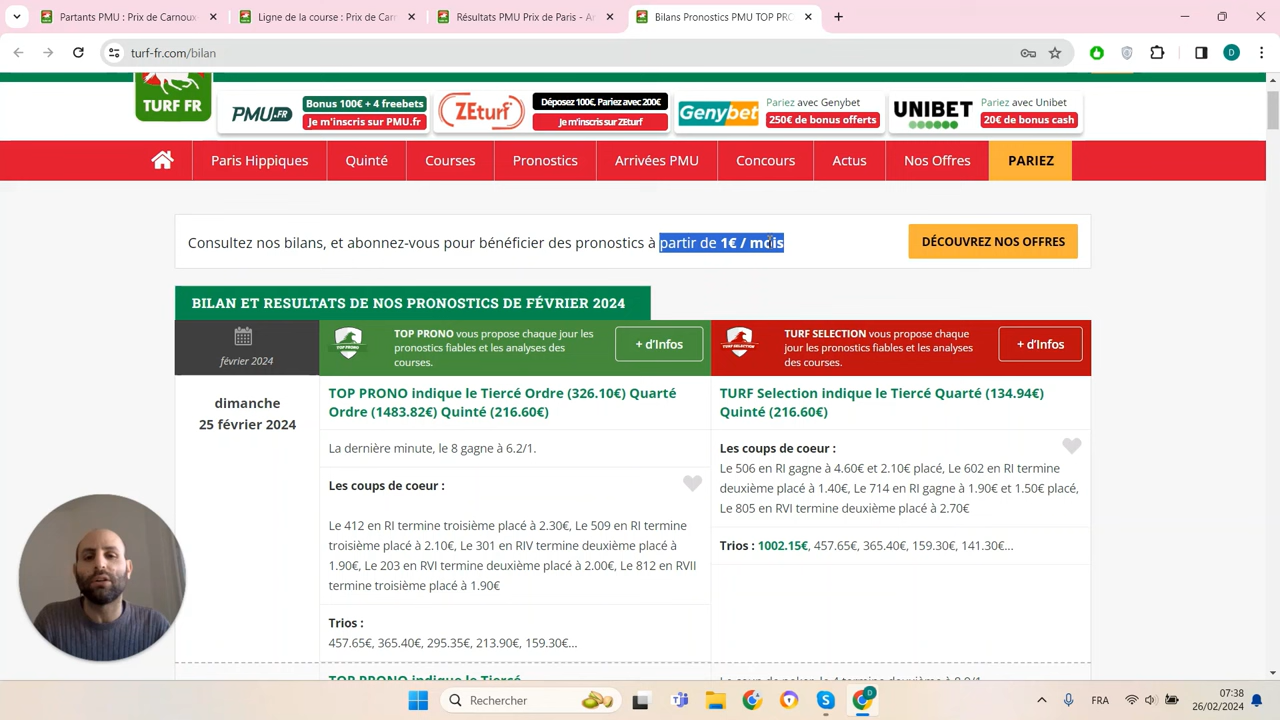 Partants PMU : Prix de Carnoux
Ligne de la course : Prix de Car
Résultats PMU Prix de Paris - Ar
Bilans Pronostics PMU TOP PRO
turf-fr.com/bilan
TURF FR
PMU.FR
Bonus 100€ + 4 freebets
Je m'inscris sur PMU.fr
ZEturf
Déposez 100€, Pariez avec 200€
Je m'inscris sur ZEturf
Genybet
Pariez avec Genybet
250€ de bonus offerts
UNIBET
Pariez avec Unibet
20€ de bonus cash
Paris Hippiques
Quinté
Courses
Pronostics
Arrivées PMU
Concours
Actus
Nos Offres
PARIEZ
Consultez nos bilans, et abonnez-vous pour bénéficier des pronostics à partir de 1€ / mois
DÉCOUVREZ NOS OFFRES
BILAN ET RESULTATS DE NOS PRONOSTICS DE FÉVRIER 2024
février 2024
TOP PRONO
TOP PRONO vous propose chaque jour les
pronostics fiables et les analyses des
courses.
+ d'Infos
TURF SELECTION
TURF SELECTION vous propose chaque
jour les pronostics fiables et les analyses
des courses.
+ d'Infos
dimanche
25 février 2024
TOP PRONO indique le Tiercé Ordre (326.10€) Quarté
Ordre (1483.82€) Quinté (216.60€)
La dernière minute, le 8 gagne à 6.2/1.
Les coups de coeur :
Le 412 en RI termine troisième placé à 2.30€, Le 509 en RI termine
troisième placé à 2.10€, Le 301 en RIV termine deuxième placé à
1.90€, Le 203 en RVI termine deuxième placé à 2.00€, Le 812 en RVII
termine troisième placé à 1.90€
Trios :
457.65€, 365.40€, 295.35€, 213.90€, 159.30€...
TURF Selection indique le Tiercé Quarté (134.94€)
Quinté (216.60€)
Les coups de coeur :
Le 506 en RI gagne à 4.60€ et 2.10€ placé, Le 602 en RI termine
deuxième placé à 1.40€, Le 714 en RI gagne à 1.90€ et 1.50€ placé,
Le 805 en RVI termine deuxième placé à 2.70€
Trios : 1002.15€, 457.65€, 365.40€, 159.30€, 141.30€...
TOP PRONO indique le Tiercé
Rechercher
FRA
07:38
26/02/2024